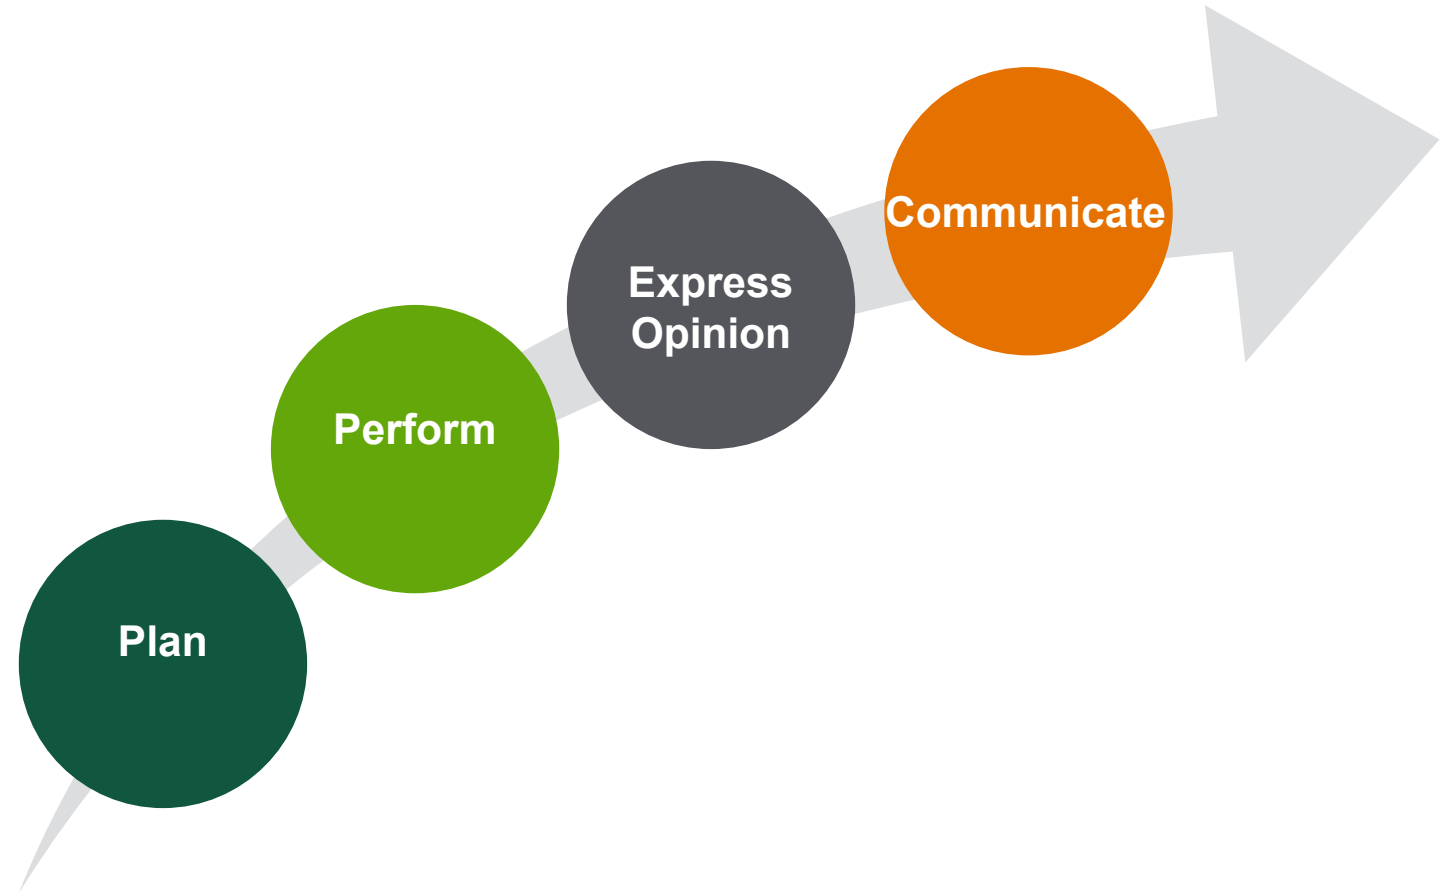 Plan
Perform
Express
Opinion
Communicate